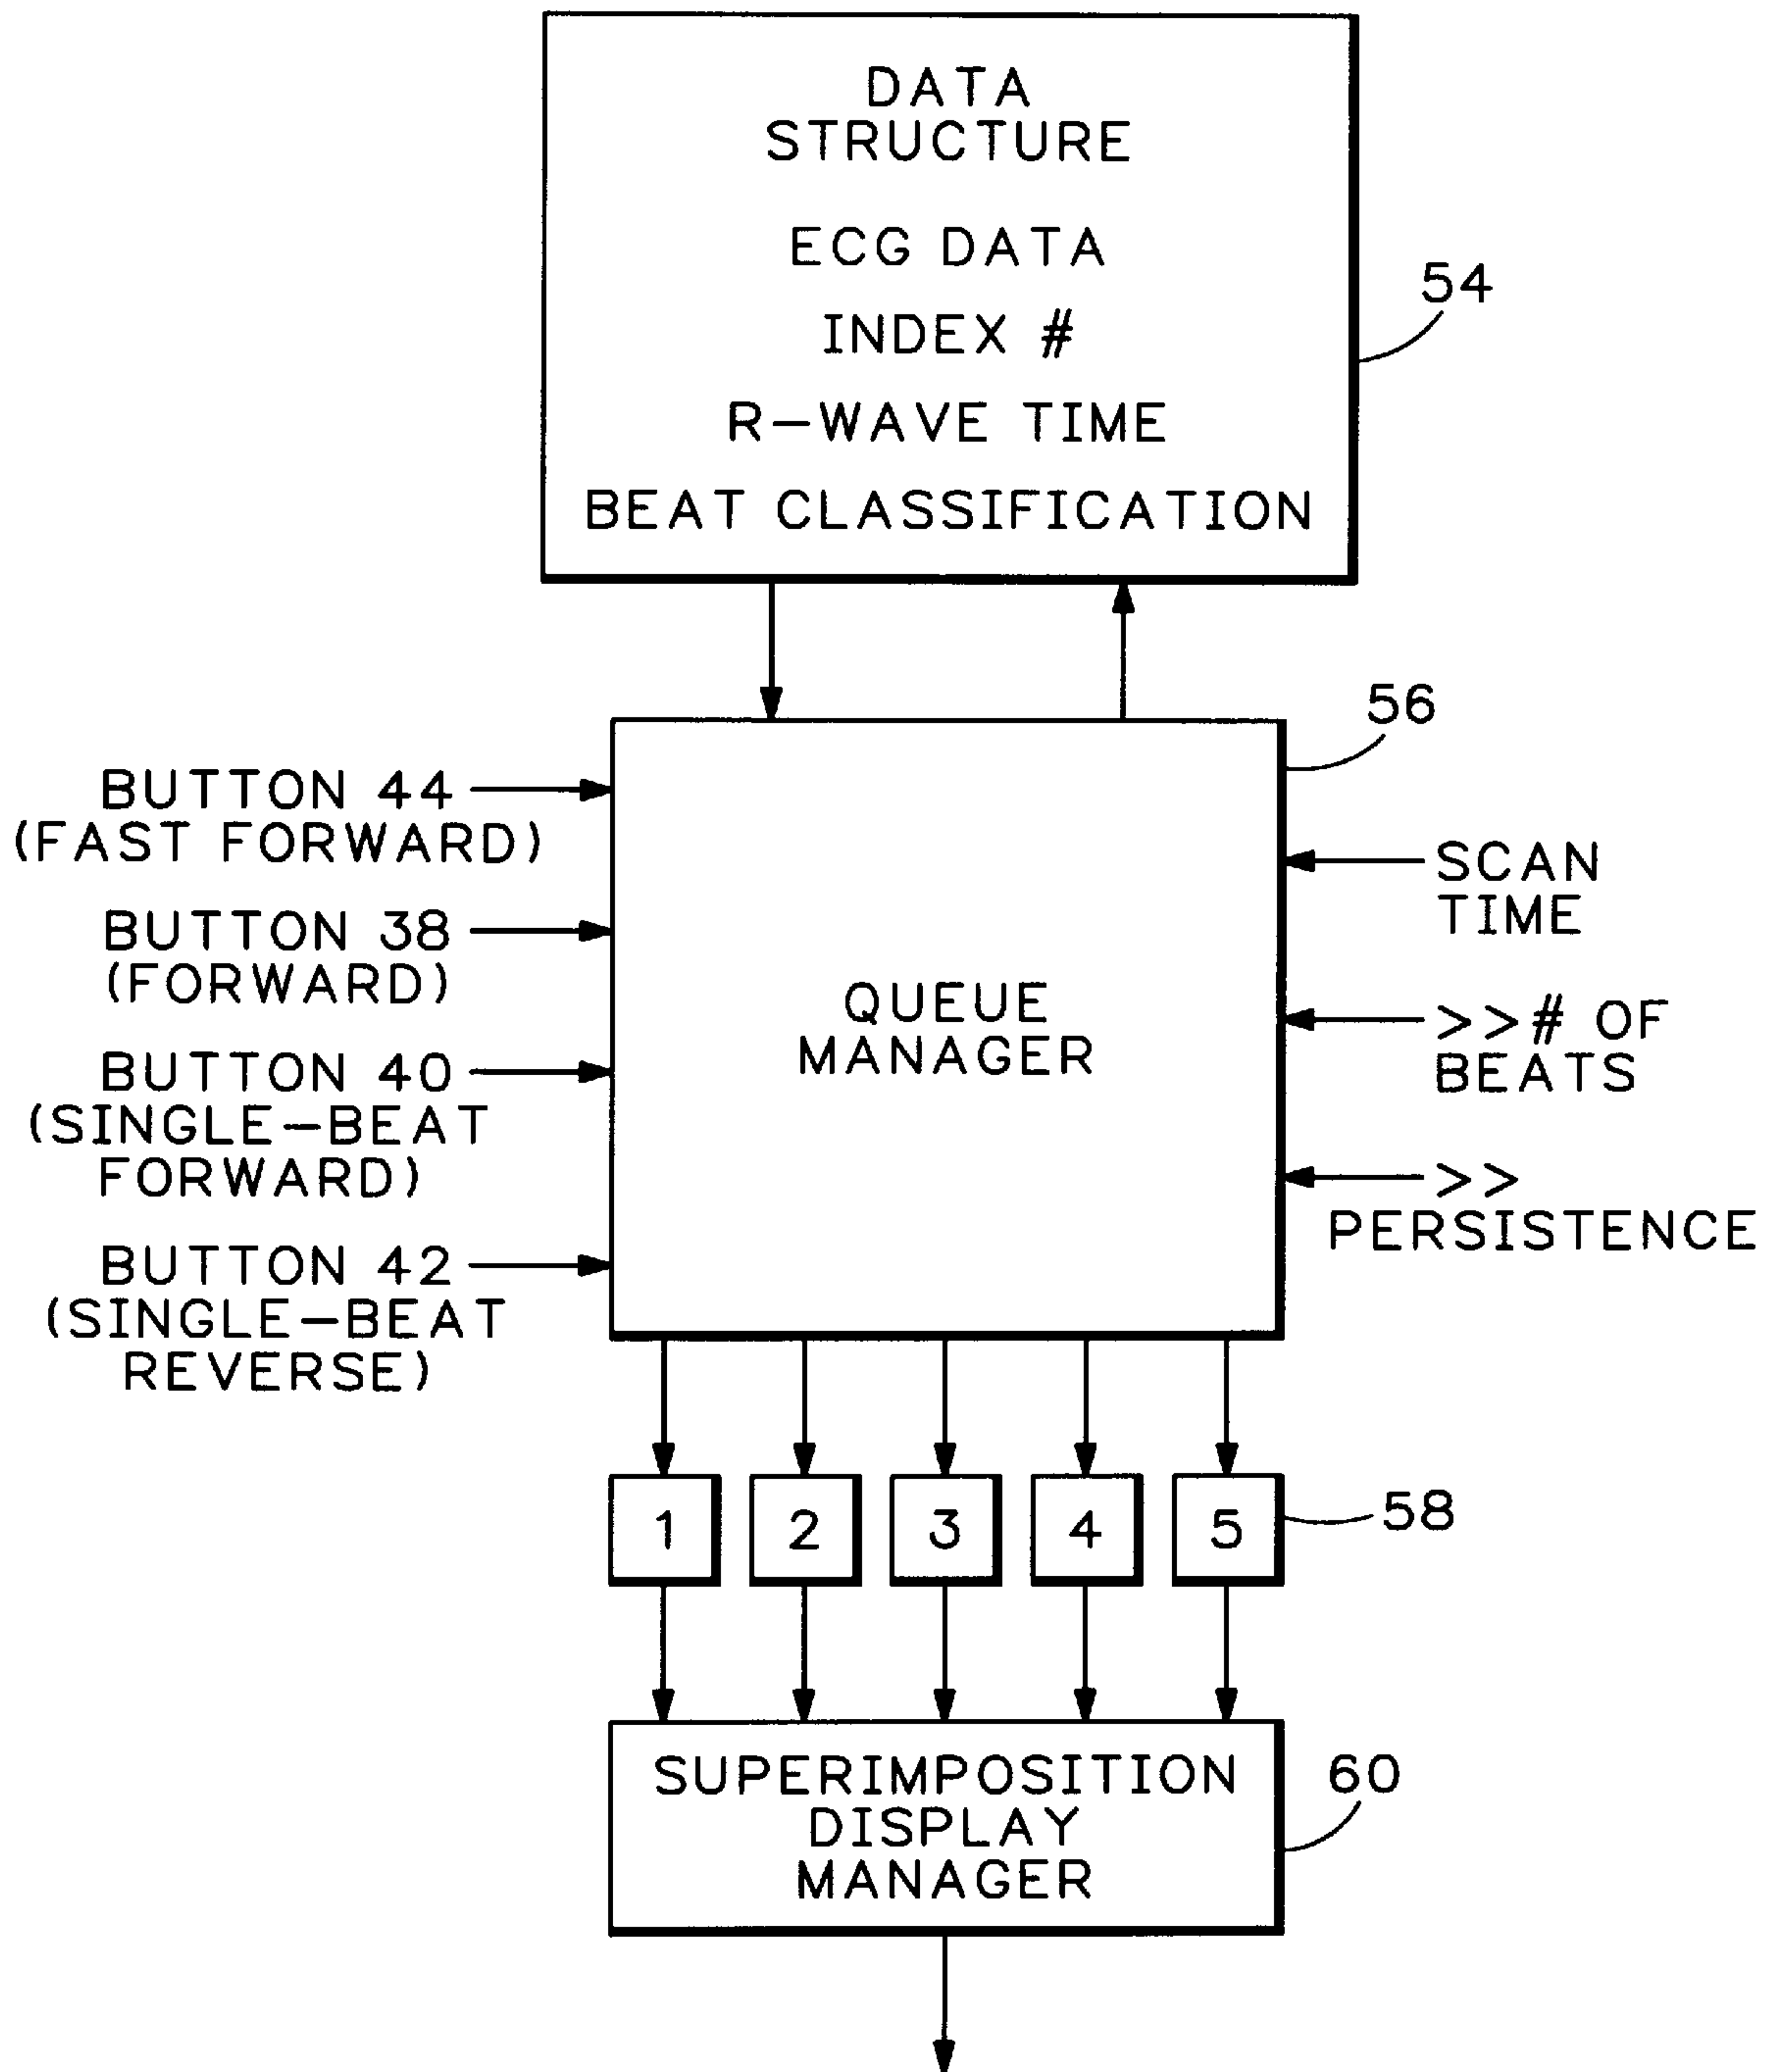 DATA
STRUCTURE
ECG DATA
INDEX #
R-WAVE TIME
BEAT CLASSIFICATION
54
56
BUTTON 44
(FAST FORWARD)
BUTTON 38
(FORWARD)
BUTTON 40
(SINGLE-BEAT
FORWARD)
BUTTON 42
(SINGLE-BEAT
REVERSE)
QUEUE
MANAGER
SCAN
TIME
>># OF
BEATS
>>
PERSISTENCE
1 2 3 4 5
58
SUPERIMPOSITION
DISPLAY
MANAGER
60